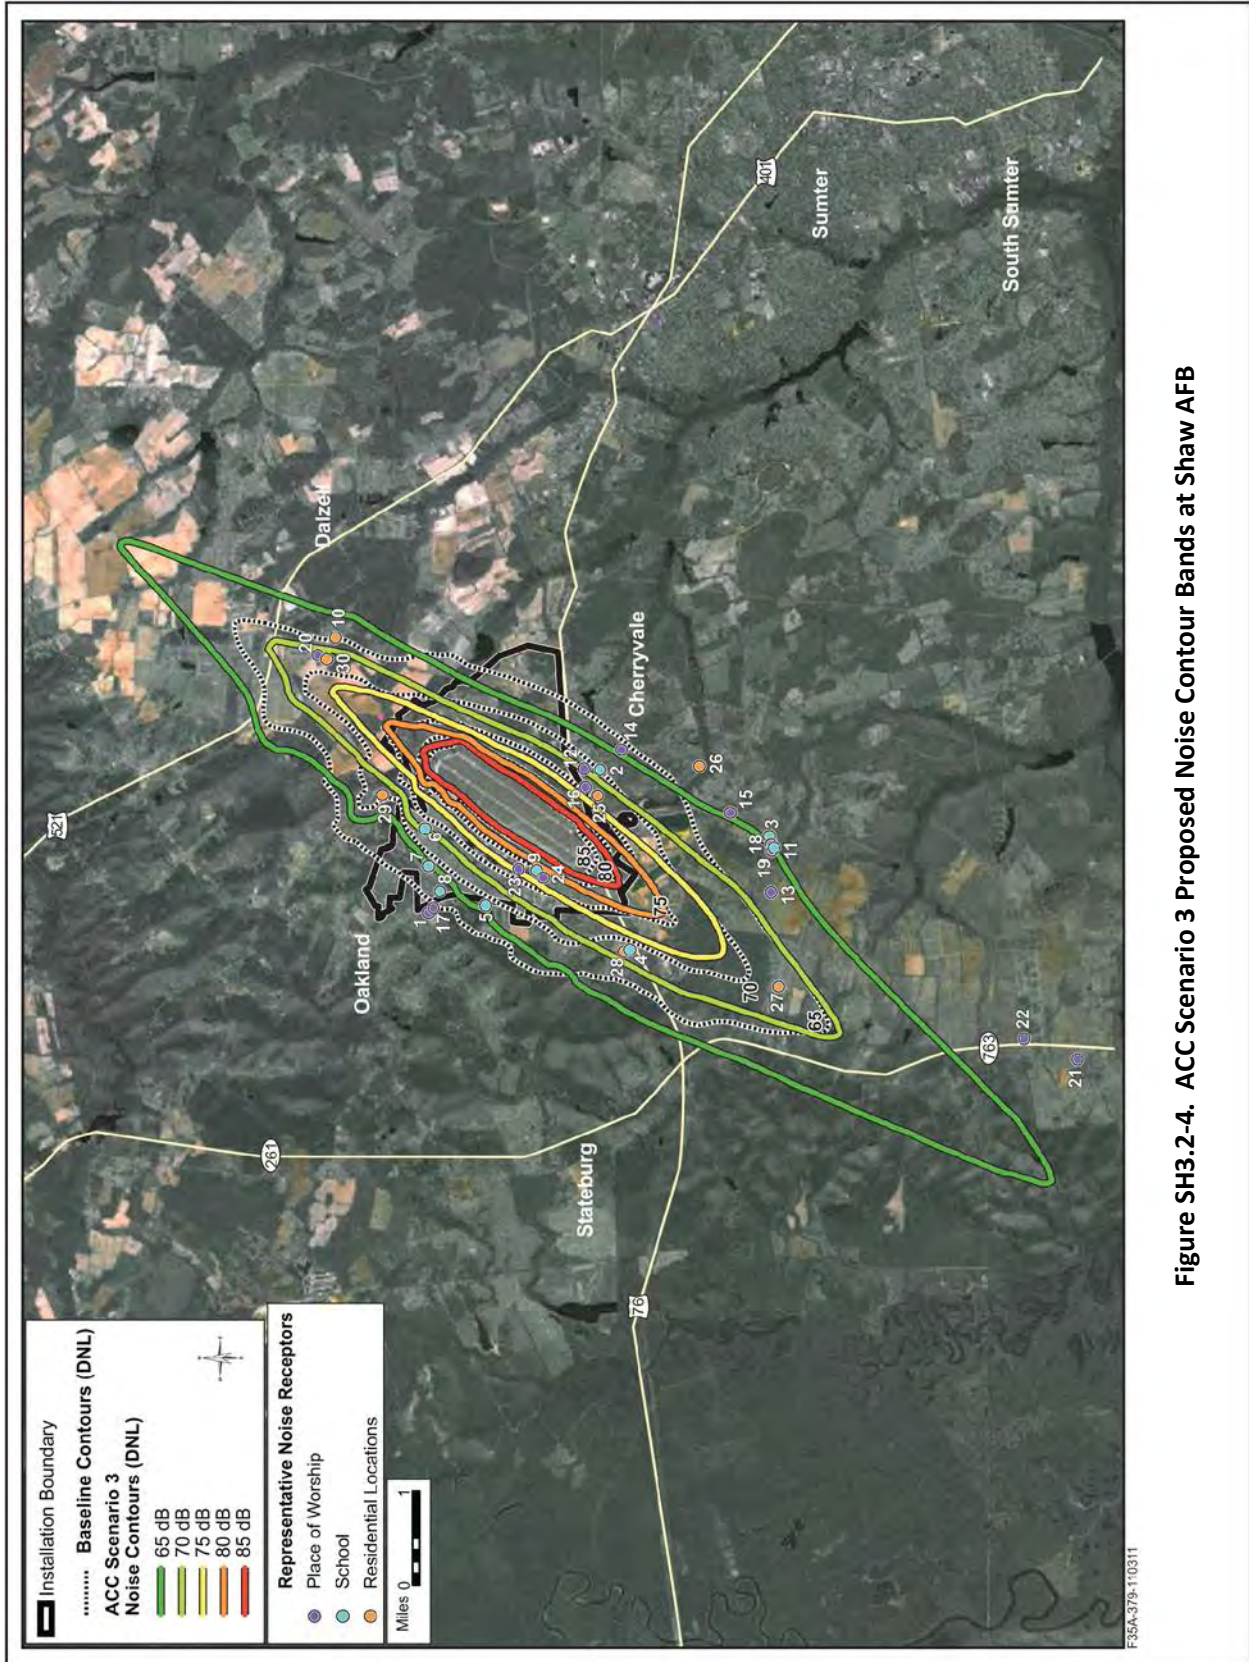 Installation Boundary
Baseline Contours (DNL)
ACC Scenario 3
Noise Contours (DNL)
65 dB
70 dB
75 dB
80 dB
85 dB
Representative Noise Receptors
Place of Worship
School
Residential Locations
Miles 0 1
521
261
76
763
401
Dalzell
Oakland
Stateburg
Cherryvale
Sumter
South Sumter
20
30
10
29
6
7
8
1
17
5
23
9
24
12
16
2
25
14
26
15
3
18
19
11
13
28
4
27
22
21
85
80
75
70
65
F35A-379-110311
Figure SH3.2-4. ACC Scenario 3 Proposed Noise Contour Bands at Shaw AFB